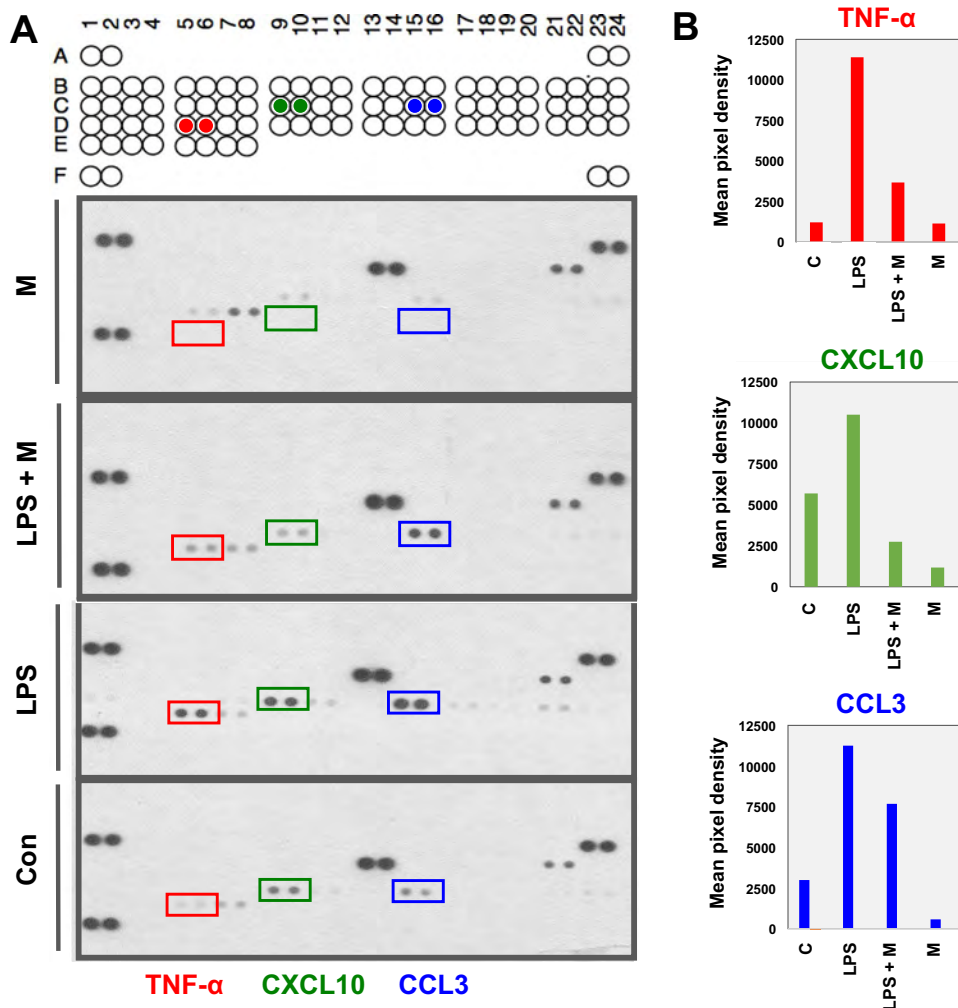 A
1 2 3 4 5 6 7 8 9 10 11 12 13 14 15 16 17 18 19 20 21 22 23 24
A
B
C
D
E
F
M
LPS + M
LPS
Con
TNF-α CXCL10 CCL3
B
TNF-α
Mean pixel density
12500
10000
7500
5000
2500
0
C LPS LPS + M M
CXCL10
Mean pixel density
12500
10000
7500
5000
2500
0
C LPS LPS + M M
CCL3
Mean pixel density
12500
10000
7500
5000
2500
0
C LPS LPS + M M